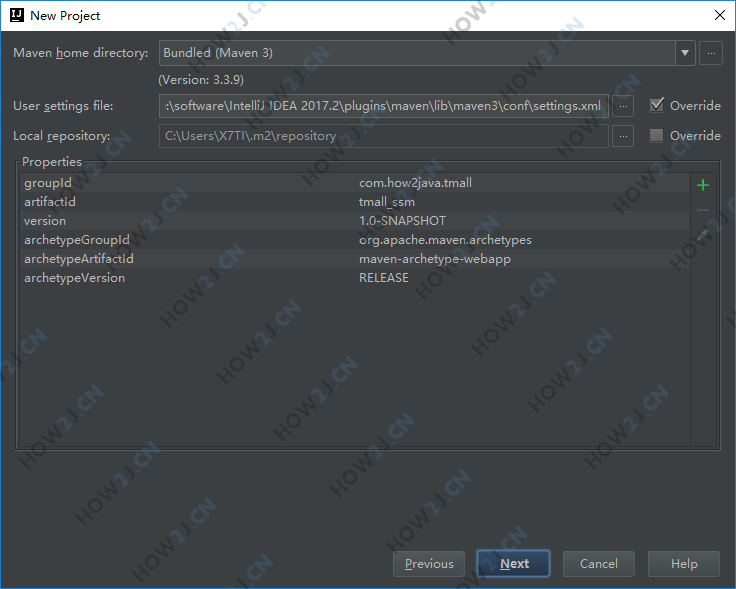 New Project
Maven home directory: Bundled (Maven 3)
(Version: 3.3.9)
User settings file: :\software\IntelliJ IDEA 2017.2\plugins\maven\lib\maven3\conf\settings.xml ... Override
Local repository: C:\Users\X7TI\.m2\repository ... Override
Properties
groupId com.how2java.tmall
artifactId tmall_ssm
version 1.0-SNAPSHOT
archetypeGroupId org.apache.maven.archetypes
archetypeArtifactId maven-archetype-webapp
archetypeVersion RELEASE
Previous Next Cancel Help
HOW2J.CN